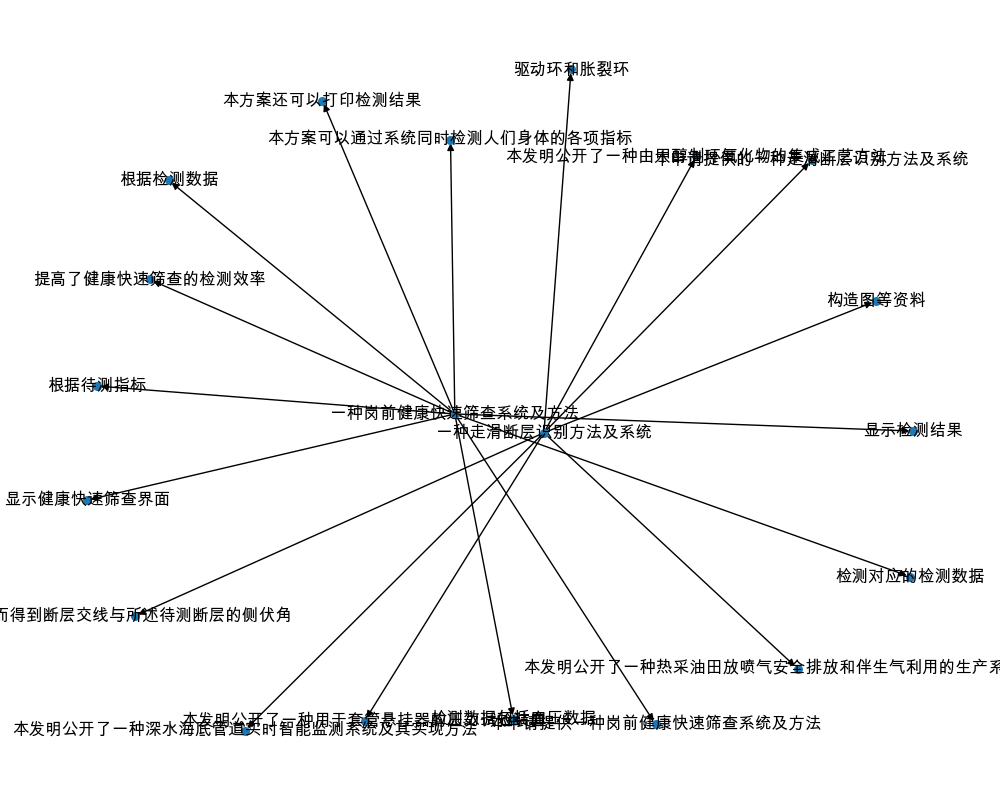 驱动环和胀裂环
本方案还可以打印检测结果
本方案可以通过系统同时检测人们身体的各项指标
本发明公开了一种由甲醇制环氧化物的集成工艺方法
本申请提供的一种走滑断层识别方法及系统
根据检测数据
提高了健康快速筛查的检测效率
构造图等资料
根据待测指标
一种岗前健康快速筛查系统及方法
一种走滑断层识别方法及系统
显示检测结果
显示健康快速筛查界面
检测对应的检测数据
而得到断层交线与所述待测断层的侧伏角
本发明公开了一种热采油田放喷气安全排放和伴生气利用的生产系
本发明公开了一种用于套管悬挂器
检测数据包括血压数据
本申请提供一种岗前健康快速筛查系统及方法
本发明公开了一种深水海底管道实时智能监测系统及其实现方法